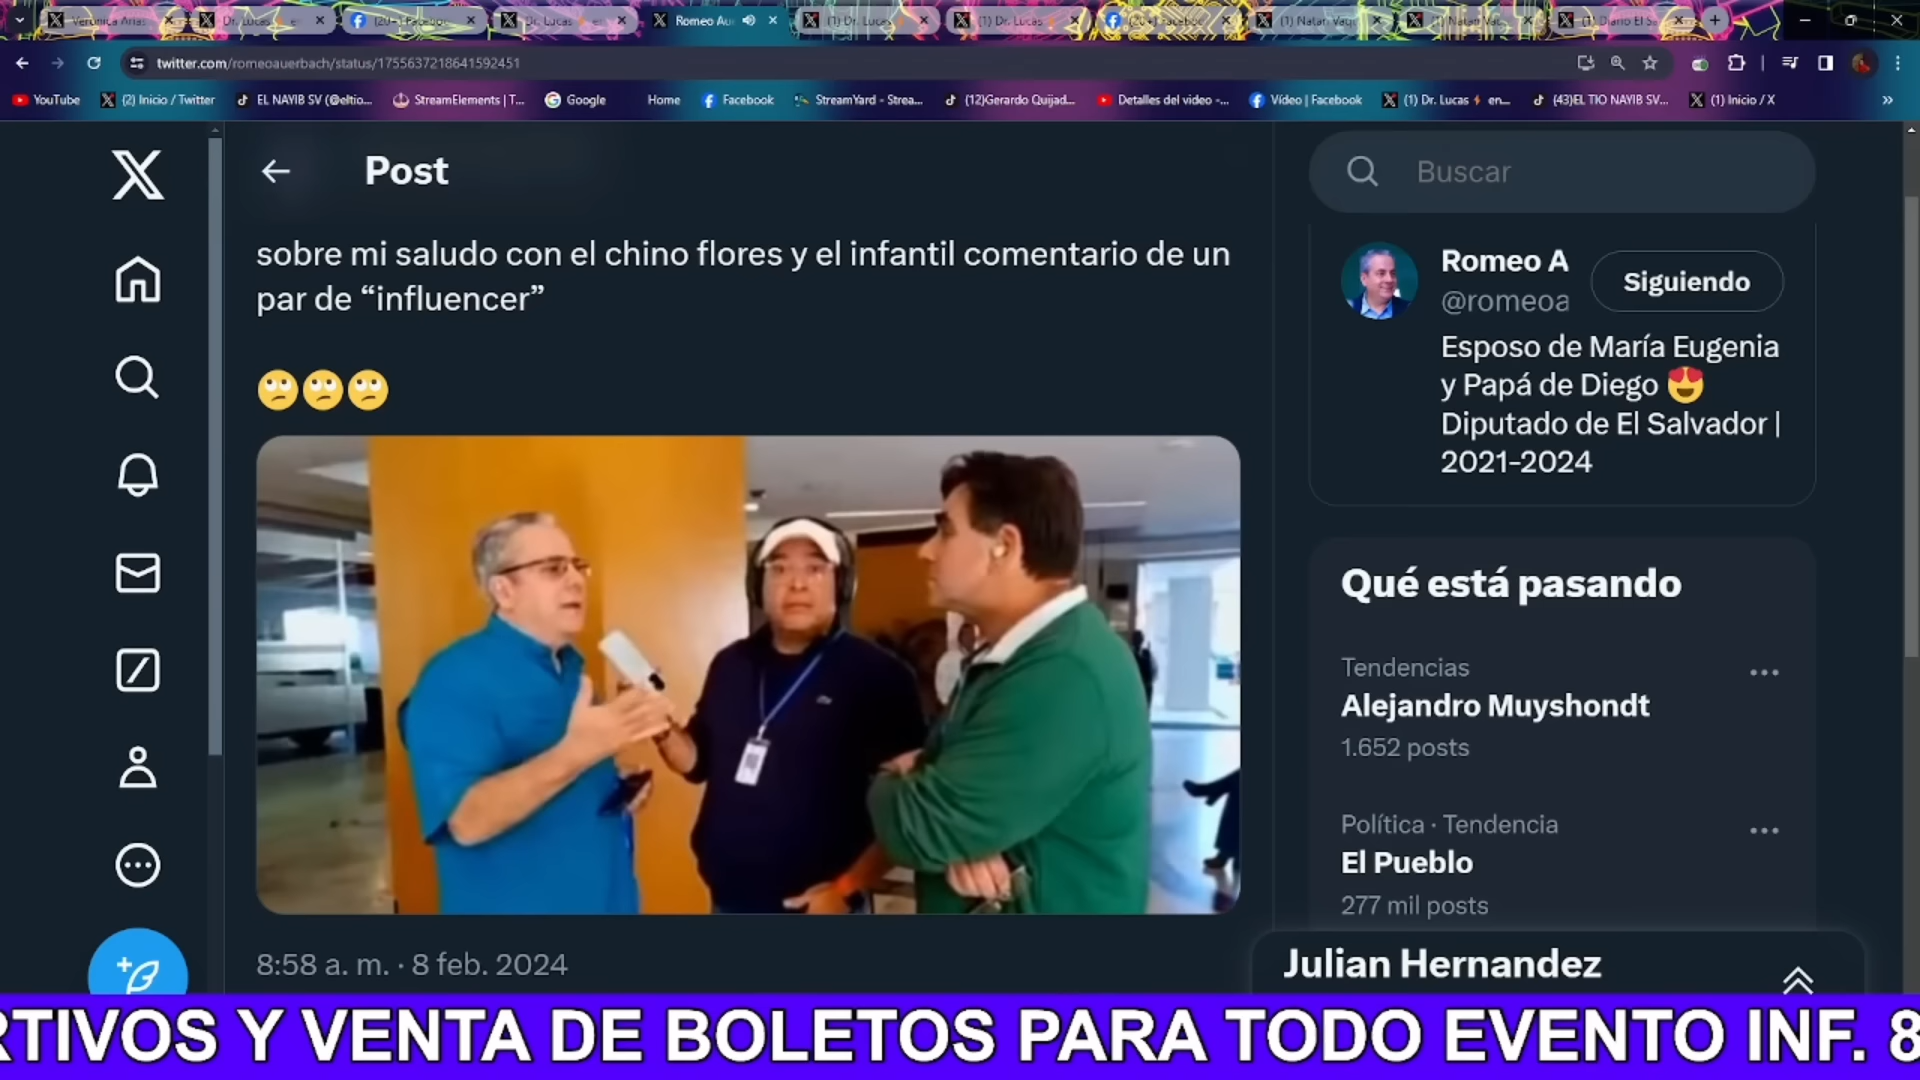 Romeo Au
twitter.com/romeoauerbach/status/1755637218641592451
YouTube
(2) Inicio / Twitter
EL NAYIB SV (@eltio...
StreamElements | T...
Google
Home
Facebook
StreamYard - Strea...
(12)Gerardo Quijad...
Detalles del video -...
Vídeo | Facebook
(1) Dr. Lucas en...
(43)EL TIO NAYIB SV...
(1) Inicio / X
Post
sobre mi saludo con el chino flores y el infantil comentario de un
par de “influencer”
🙄🙄🙄
8:58 a. m. · 8 feb. 2024
Buscar
Romeo A
@romeoa
Siguiendo
Esposo de María Eugenia
y Papá de Diego 😍
Diputado de El Salvador |
2021-2024
Qué está pasando
Tendencias
Alejandro Muyshondt
1.652 posts
Política · Tendencia
El Pueblo
277 mil posts
Julian Hernandez
RTIVOS Y VENTA DE BOLETOS PARA TODO EVENTO INF. 8